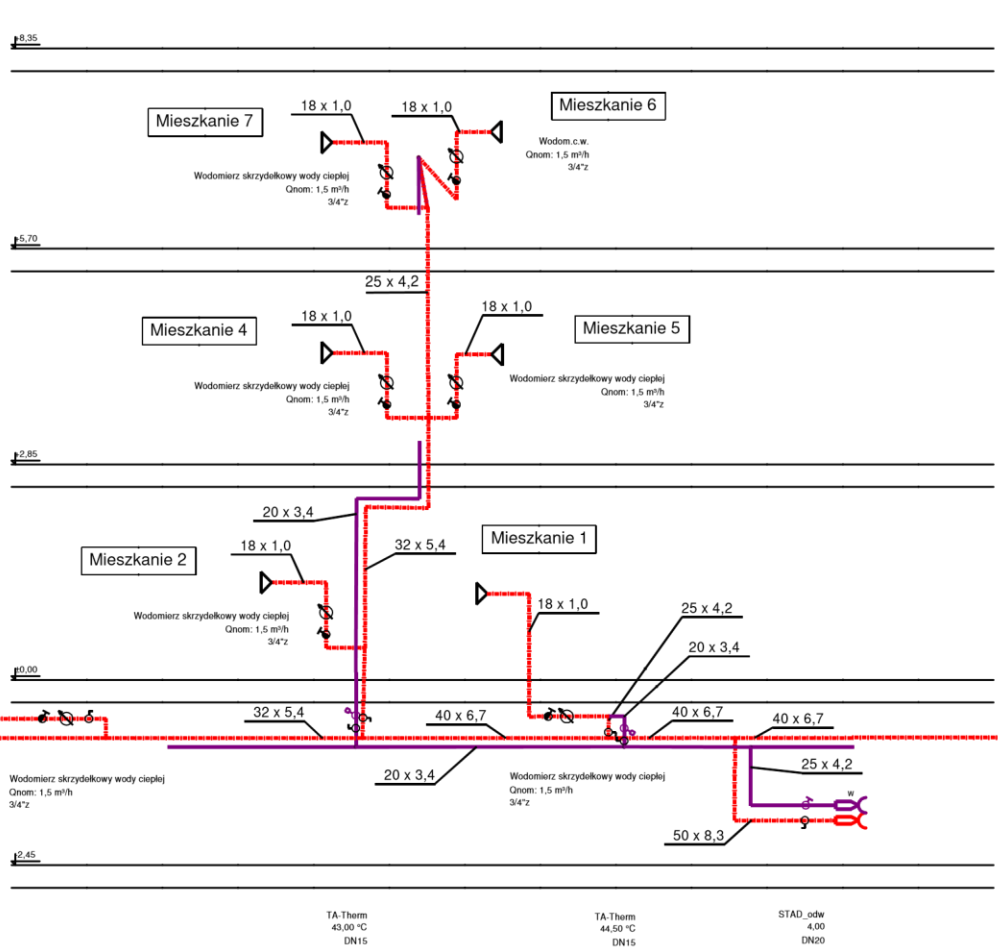 +8,35
18 x 1,0
18 x 1,0
Mieszkanie 6
Mieszkanie 7
Wodom.c.w.
Qnom: 1,5 m³/h
3/4"z
Wodomierz skrzydełkowy wody ciepłej
Qnom: 1,5 m³/h
3/4"z
+5,70
25 x 4,2
18 x 1,0
18 x 1,0
Mieszkanie 4
Mieszkanie 5
Wodomierz skrzydełkowy wody ciepłej
Qnom: 1,5 m³/h
3/4"z
Wodomierz skrzydełkowy wody ciepłej
Qnom: 1,5 m³/h
3/4"z
+2,85
20 x 3,4
18 x 1,0
32 x 5,4
Mieszkanie 1
Mieszkanie 2
18 x 1,0
25 x 4,2
Wodomierz skrzydełkowy wody ciepłej
Qnom: 1,5 m³/h
3/4"z
20 x 3,4
±0,00
32 x 5,4
40 x 6,7
40 x 6,7
40 x 6,7
25 x 4,2
Wodomierz skrzydełkowy wody ciepłej
Qnom: 1,5 m³/h
3/4"z
20 x 3,4
Wodomierz skrzydełkowy wody ciepłej
Qnom: 1,5 m³/h
3/4"z
w
50 x 8,3
2,45
TA-Therm
43,00 °C
DN15
TA-Therm
44,50 °C
DN15
STAD_odw
4,00
DN20